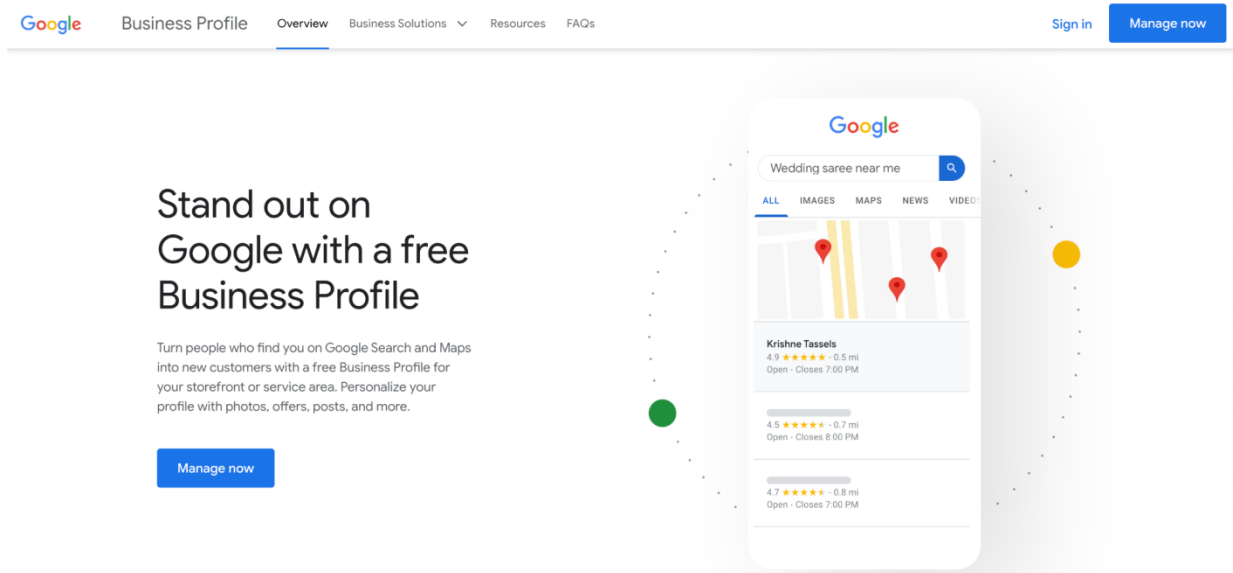 Google Business Profile Overview Business Solutions Resources FAQs Sign in Manage now
Stand out on
Google with a free
Business Profile
Turn people who find you on Google Search and Maps
into new customers with a free Business Profile for
your storefront or service area. Personalize your
profile with photos, offers, posts, and more.
Manage now
Google
Wedding saree near me
ALL IMAGES MAPS NEWS VIDEOS
Krishne Tassels
4.9 ★★★★★ - 0.5 mi
Open · Closes 7:00 PM
4.5 ★★★★★ - 0.7 mi
Open · Closes 8:00 PM
4.7 ★★★★★ - 0.8 mi
Open · Closes 7:00 PM